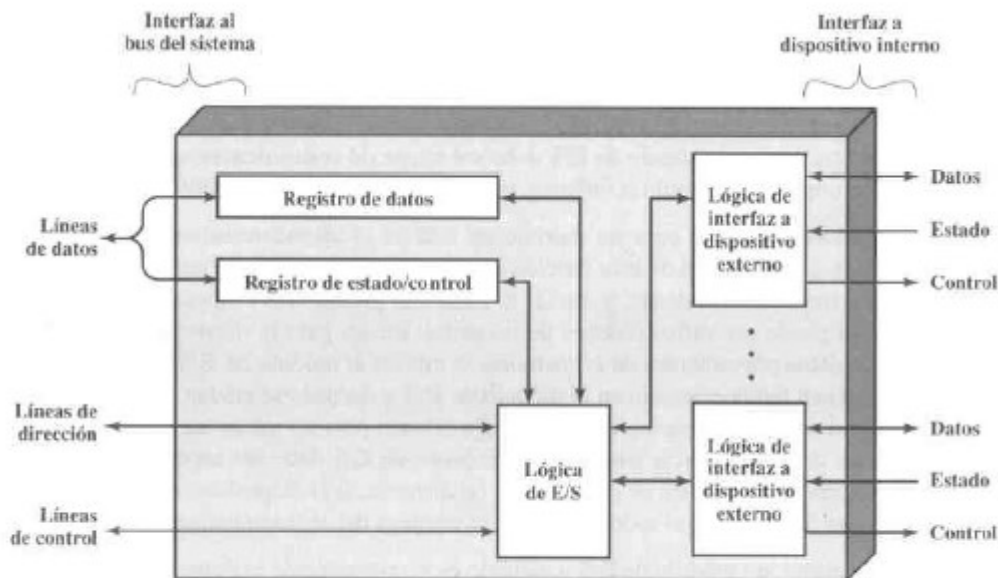 Interfaz al
bus del sistema
Interfaz a
dispositivo interno
Registro de datos
Líneas
de datos
Registro de estado/control
Lógica de
interfaz a
dispositivo
externo
Datos
Estado
Control
Líneas de
dirección
Líneas
de control
Lógica
de E/S
Lógica de
interfaz a
dispositivo
externo
Datos
Estado
Control